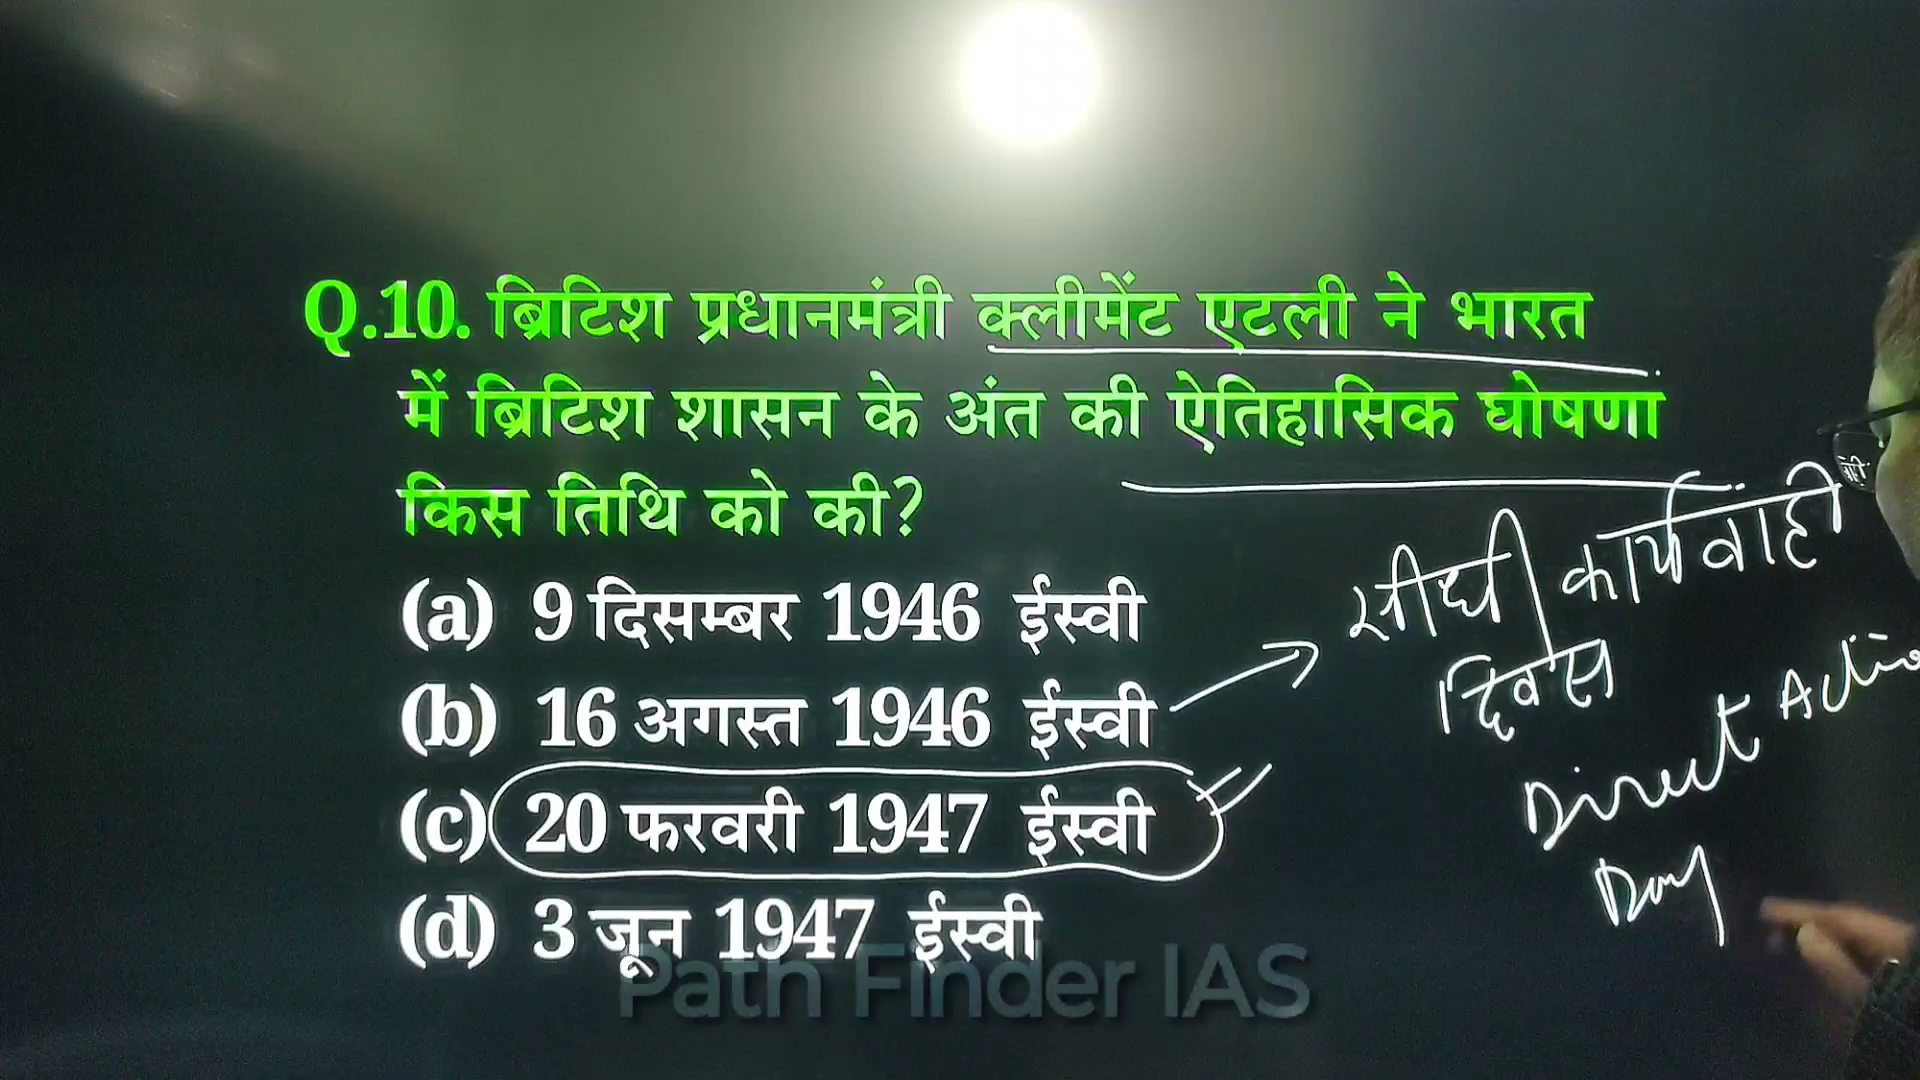 Q.10. ब्रिटिश प्रधानमंत्री क्लीमेंट एटली ने भारत
में ब्रिटिश शासन के अंत की ऐतिहासिक घोषणा
किस तिथि को की?
(a) 9 दिसम्बर 1946 ईस्वी
(b) 16 अगस्त 1946 ईस्वी
(c) 20 फरवरी 1947 ईस्वी
(d) 3 जून 1947 ईस्वी
सीधी कार्यवाही
दिवस
Direct Actio
Day
Path Finder IAS